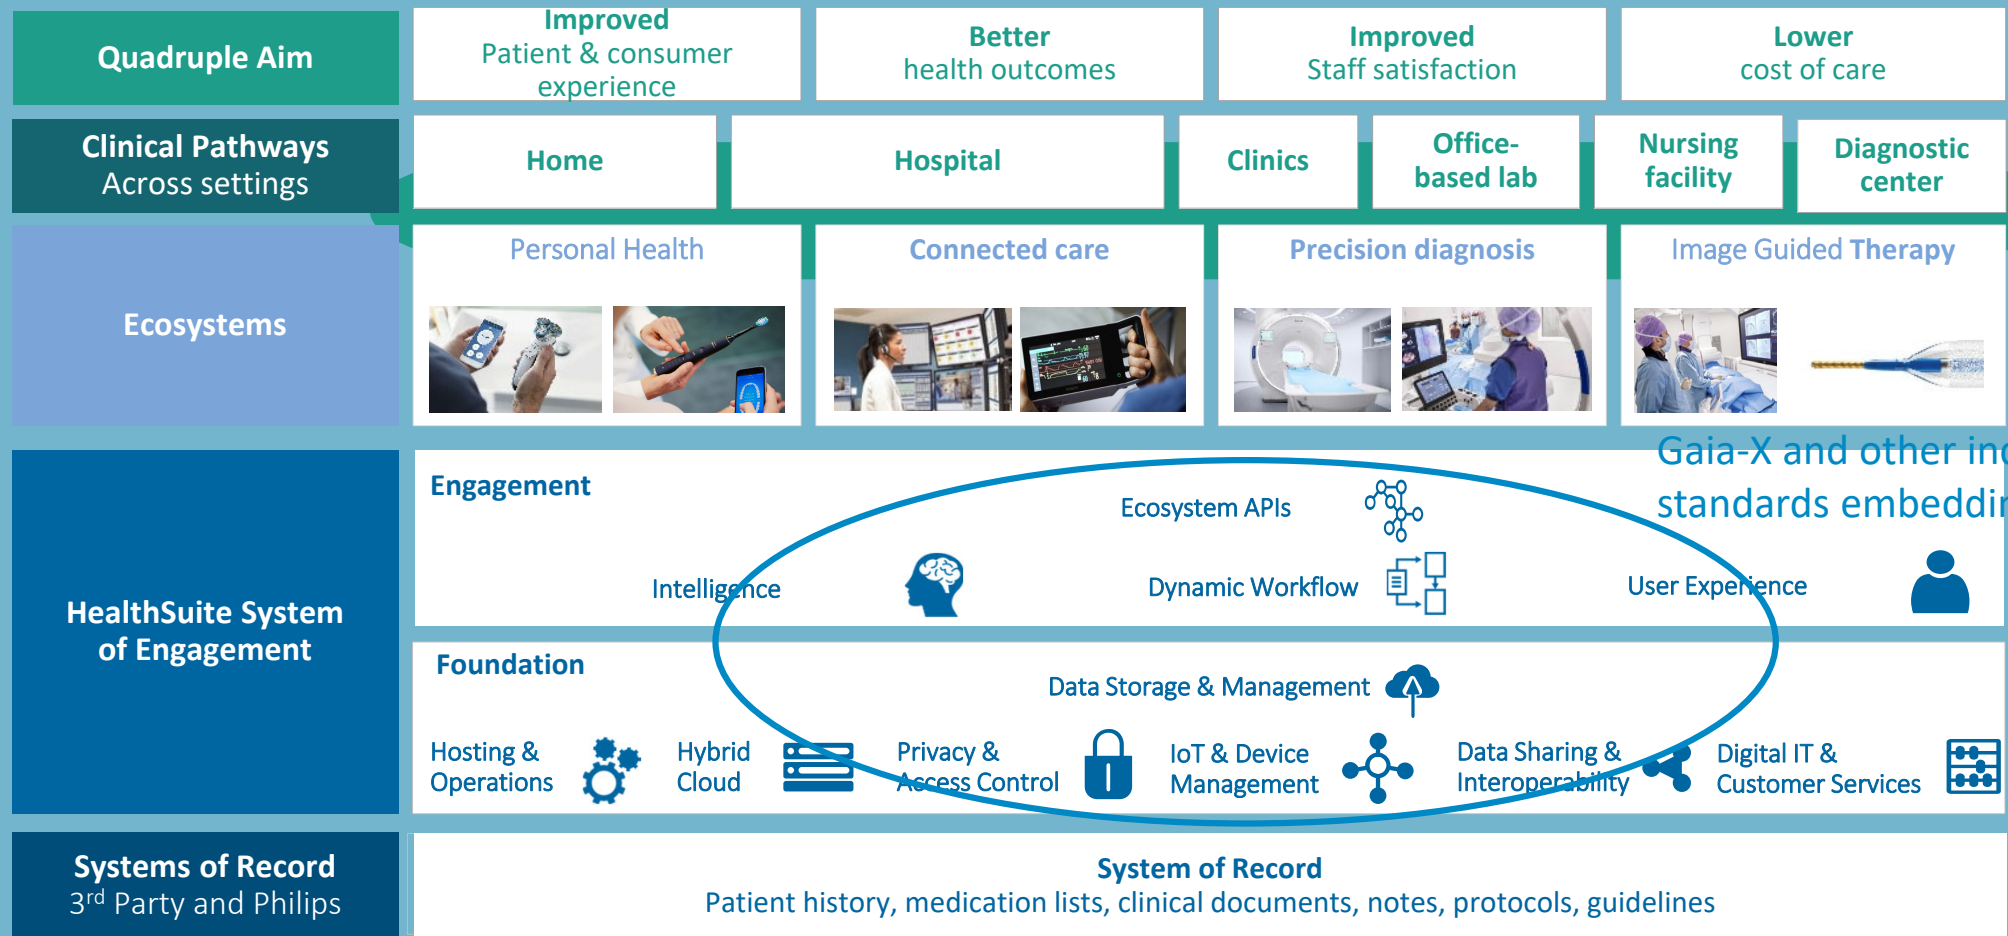 Quadruple Aim
Improved
Patient & consumer
experience
Better
health outcomes
Improved
Staff satisfaction
Lower
cost of care
Clinical Pathways
Across settings
Home
Hospital
Clinics
Office-
based lab
Nursing
facility
Diagnostic
center
Ecosystems
Personal Health
Connected care
Precision diagnosis
Image Guided Therapy
Gaia-X and other
standards
HealthSuite System
of Engagement
Engagement
Ecosystem APIs
Intelligence
Dynamic Workflow
User Experience
Foundation
Data Storage & Management
Hosting &
Operations
Hybrid
Cloud
Privacy &
Access Control
IoT & Device
Management
Data Sharing &
Interoperability
Digital IT &
Customer Services
Systems of Record
3rd Party and Philips
System of Record
Patient history, medication lists, clinical documents, notes, protocols, guidelines